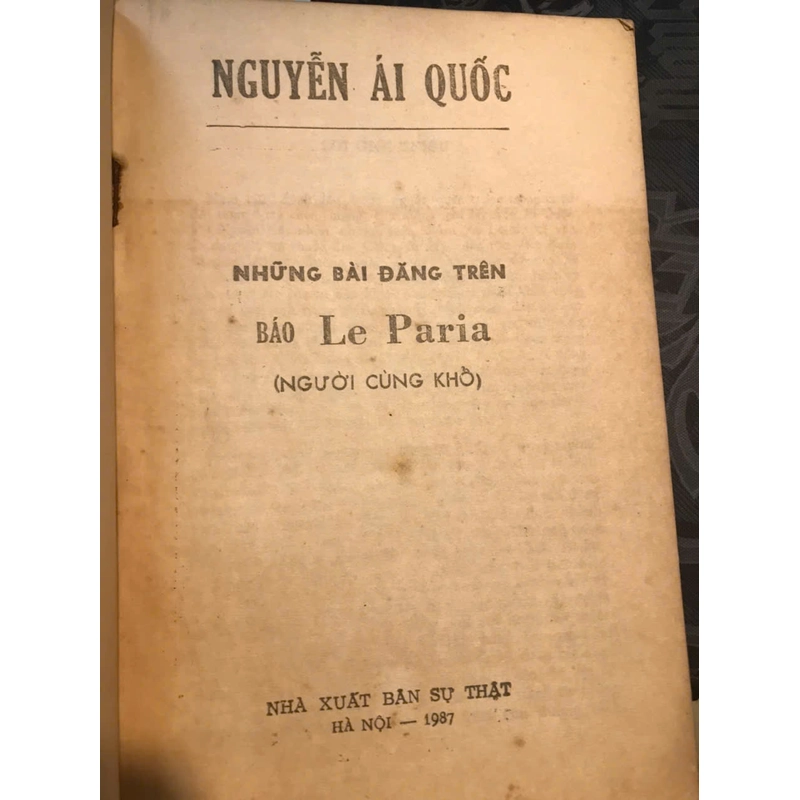 NGUYỄN ÁI QUỐC
NHỮNG BÀI ĐĂNG TRÊN
BÁO Le Paria
(NGƯỜI CÙNG KHỔ)
NHÀ XUẤT BẢN SỰ THẬT
HÀ NỘI — 1987